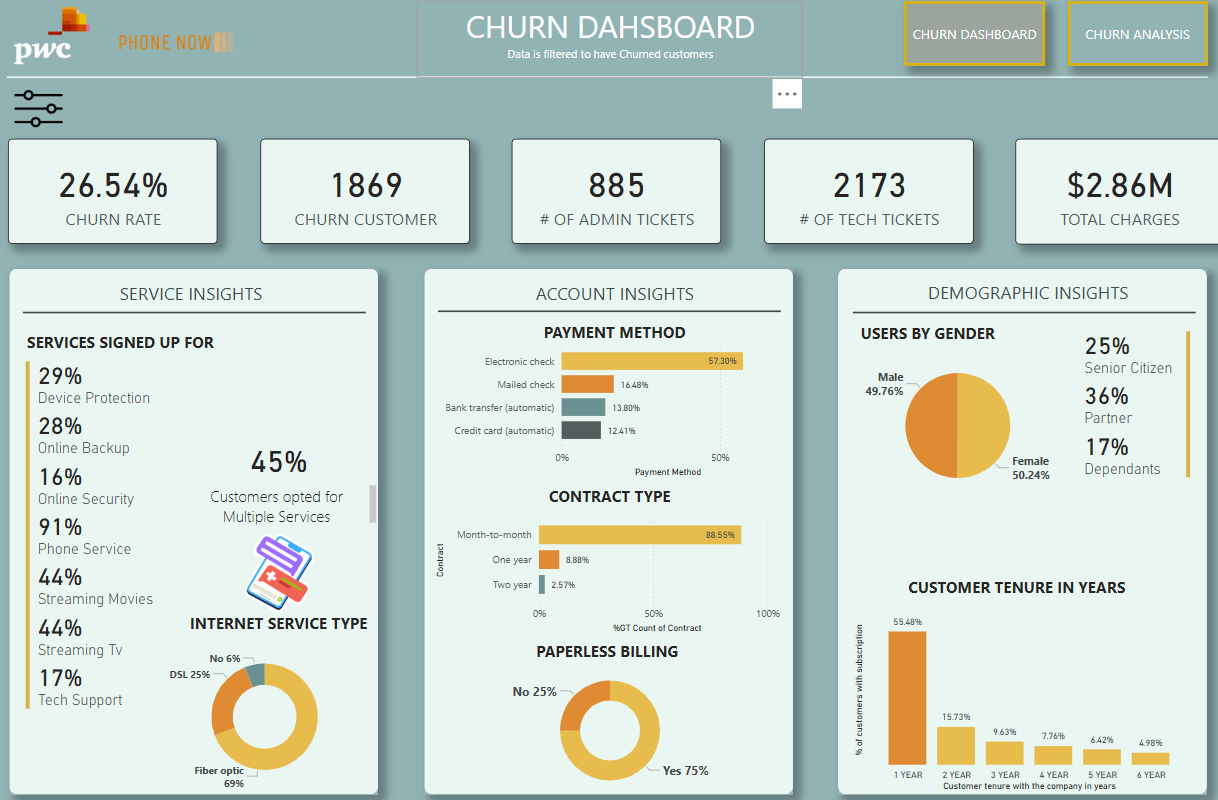 pwc
PHONE NOW
CHURN DAHSBOARD
Data is filtered to have Churned customers
CHURN DASHBOARD
CHURN ANALYSIS
...
26.54%
CHURN RATE
1869
CHURN CUSTOMER
885
# OF ADMIN TICKETS
2173
# OF TECH TICKETS
$2.86M
TOTAL CHARGES
SERVICE INSIGHTS
SERVICES SIGNED UP FOR
29%
Device Protection
28%
Online Backup
16%
Online Security
91%
Phone Service
44%
Streaming Movies
44%
Streaming Tv
17%
Tech Support
45%
Customers opted for
Multiple Services
INTERNET SERVICE TYPE
No 6%
DSL 25%
Fiber optic
69%
ACCOUNT INSIGHTS
PAYMENT METHOD
Electronic check 57.30%
Mailed check 16.48%
Bank transfer (automatic) 13.80%
Credit card (automatic) 12.41%
0% 50%
Payment Method
CONTRACT TYPE
Contract
Month-to-month 88.55%
One year 8.88%
Two year 2.57%
0% 50% 100%
%GT Count of Contract
PAPERLESS BILLING
No 25%
Yes 75%
DEMOGRAPHIC INSIGHTS
USERS BY GENDER
Male
49.76%
Female
50.24%
25%
Senior Citizen
36%
Partner
17%
Dependants
CUSTOMER TENURE IN YEARS
% of customers with subscription
55.48%
15.73%
9.63%
7.76%
6.42%
4.98%
1 YEAR 2 YEAR 3 YEAR 4 YEAR 5 YEAR 6 YEAR
Customer tenure with the company in years